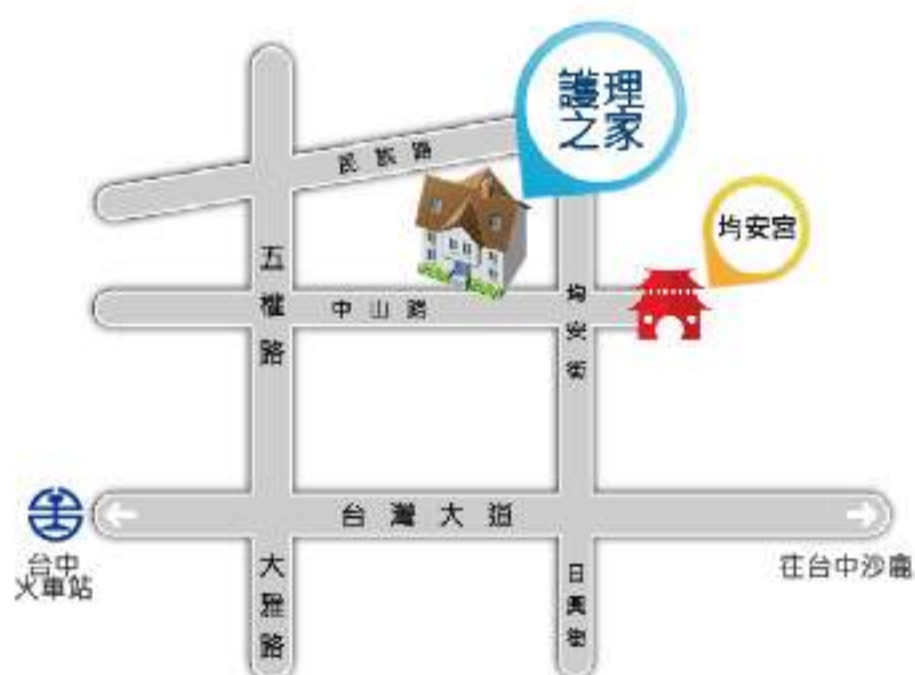 護理
之家
民族路
均安宮
五權路
中山路
均安街
台灣大道
台中
火車站
往台中沙鹿
大雅路
日興街